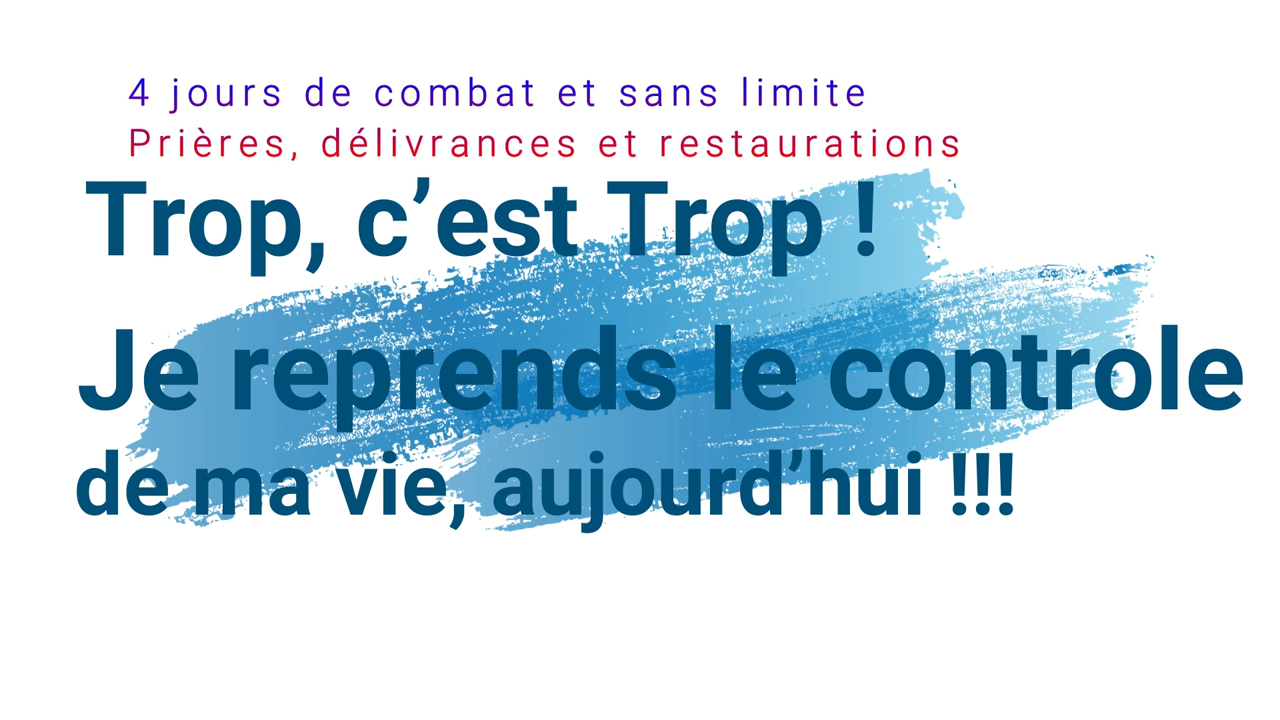 4 jours de combat et sans limite
Prières, délivrances et restaurations
Trop, c’est Trop !
Je reprends le controle
de ma vie, aujourd’hui !!!